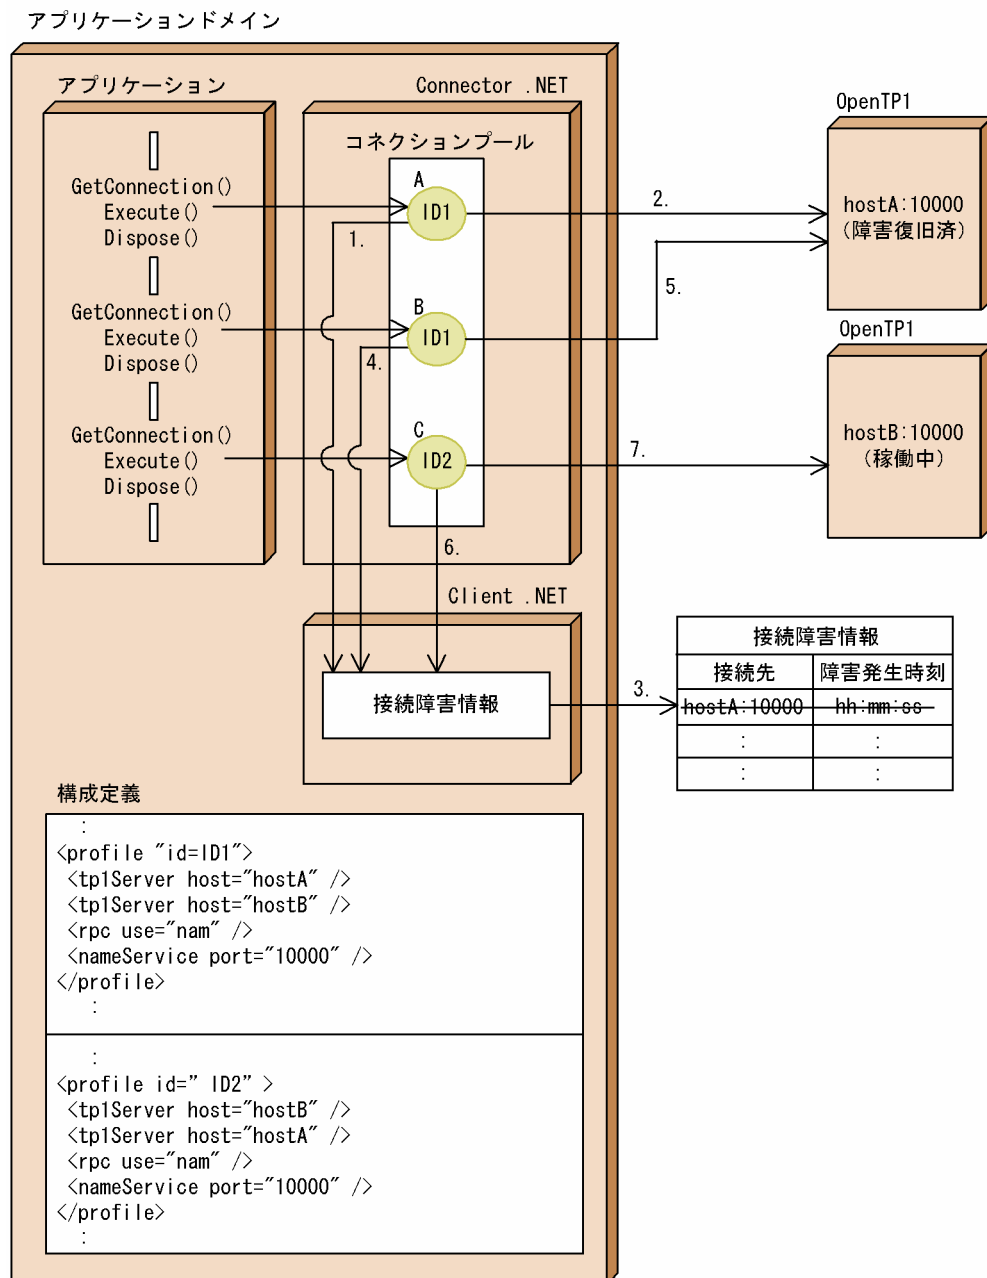 アプリケーションドメイン
アプリケーション
GetConnection()
Execute()
Dispose()
GetConnection()
Execute()
Dispose()
GetConnection()
Execute()
Dispose()
Connector .NET
コネクションプール
A
ID1
1.
B
ID1
4.
C
ID2
6.
2.
5.
7.
OpenTP1
hostA:10000
(障害復旧済)
OpenTP1
hostB:10000
(稼働中)
Client .NET
接続障害情報
3.
接続障害情報
接続先 障害発生時刻
hostA:10000 hh:mm:ss
: :
: :
構成定義
:
<profile "id=ID1">
<tp1Server host="hostA" />
<tp1Server host="hostB" />
<rpc use="nam" />
<nameService port="10000" />
</profile>
:
:
<profile id=” ID2” >
<tp1Server host="hostB" />
<tp1Server host="hostA" />
<rpc use="nam" />
<nameService port="10000" />
</profile>
: